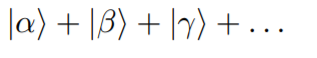 |α⟩ + |β⟩ + |γ⟩ + ...